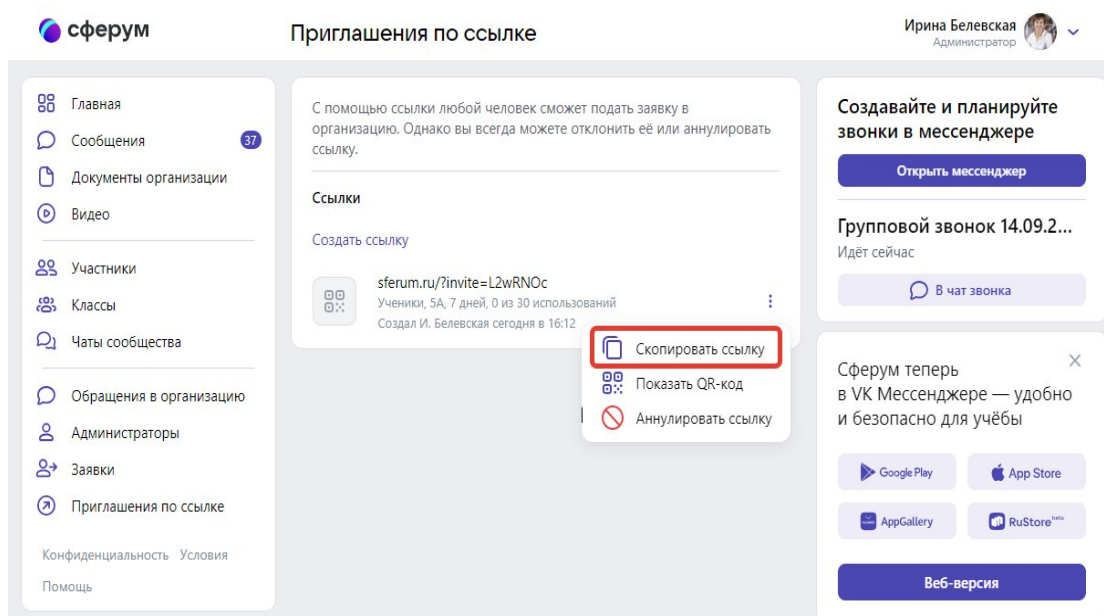 сферум
Приглашения по ссылке
Ирина Белевская
Администратор
Главная
Сообщения 37
Документы организации
Видео
Участники
Классы
Чаты сообщества
Обращения в организацию
Администраторы
Заявки
Приглашения по ссылке
Конфиденциальность Условия
Помощь
С помощью ссылки любой человек сможет подать заявку в
организацию. Однако вы всегда можете отклонить её или аннулировать
ссылку.
Ссылки
Создать ссылку
sferum.ru/?invite=L2wRNOc
Ученики, 5А, 7 дней, 0 из 30 использований
Создал И. Белевская сегодня в 16:12
Скопировать ссылку
Показать QR-код
Аннулировать ссылку
Создавайте и планируйте
звонки в мессенджере
Открыть мессенджер
Групповой звонок 14.09.2...
Идёт сейчас
В чат звонка
Сферум теперь
в VK Мессенджере — удобно
и безопасно для учёбы
Google Play
App Store
AppGallery
RuStore beta
Веб-версия